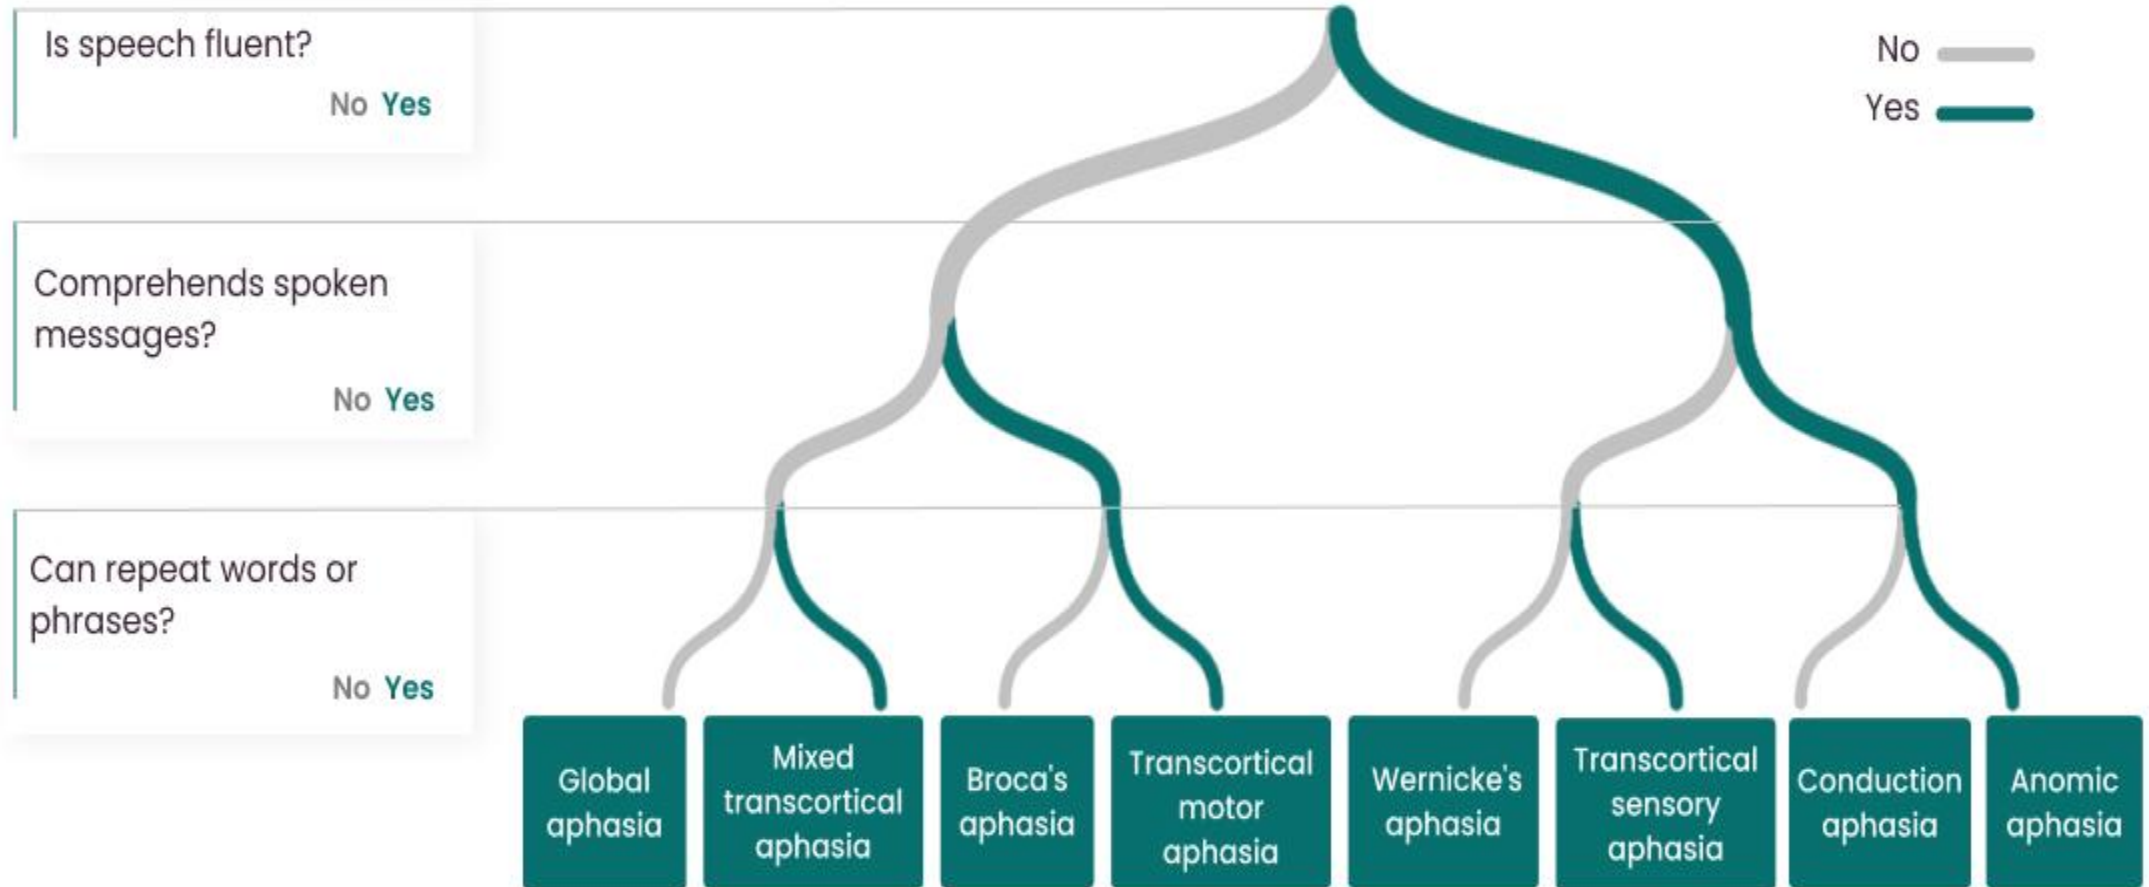 Is speech fluent?
No Yes
No
Yes
Comprehends spoken
messages?
No Yes
Can repeat words or
phrases?
No Yes
Global
aphasia
Mixed
transcortical
aphasia
Broca's
aphasia
Transcortical
motor
aphasia
Wernicke's
aphasia
Transcortical
sensory
aphasia
Conduction
aphasia
Anomic
aphasia